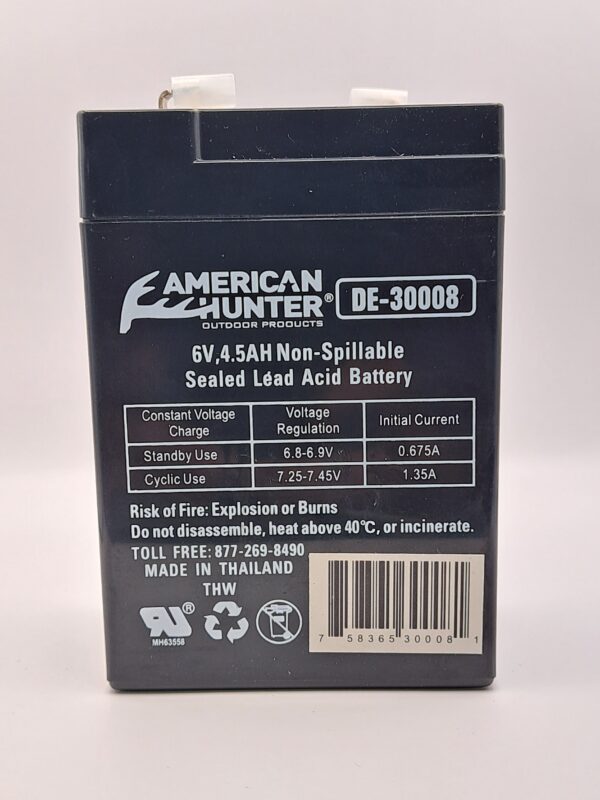 AMERICAN
HUNTER®
OUTDOOR PRODUCTS
DE-30008
6V,4.5AH Non-Spillable
Sealed Lead Acid Battery
Constant Voltage Charge Voltage Regulation Initial Current
Standby Use 6.8-6.9V 0.675A
Cyclic Use 7.25-7.45V 1.35A
Risk of Fire: Explosion or Burns
Do not disassemble, heat above 40°C, or incinerate.
TOLL FREE: 877-269-8490
MADE IN THAILAND
THW
®
MH63558
Pb
7 58365 30008 1